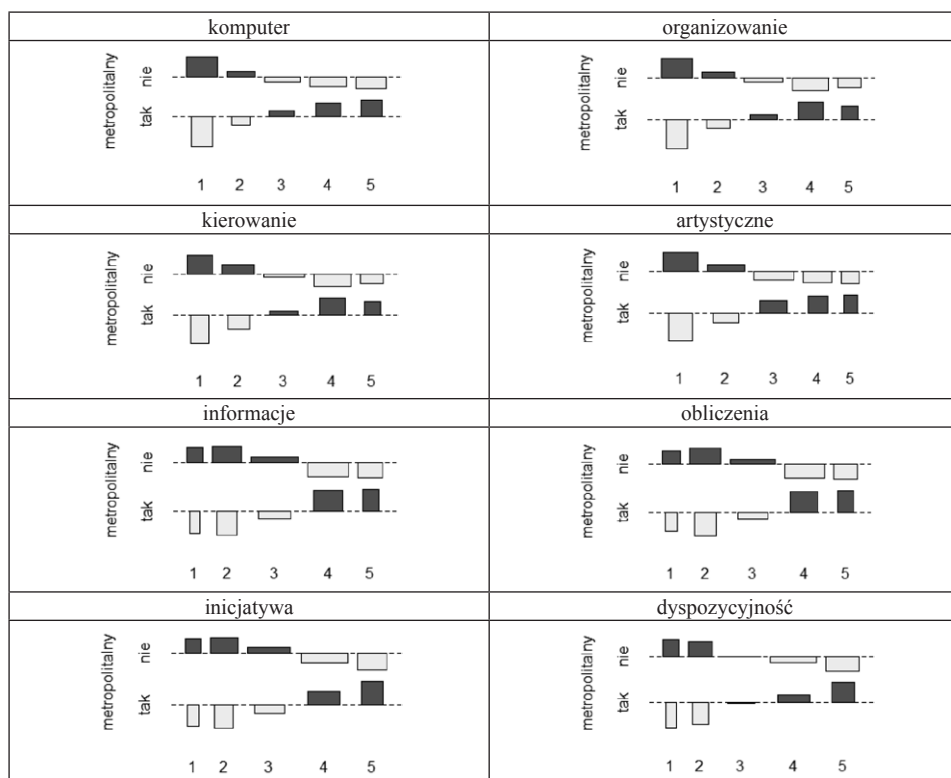 komputer
organizowanie
metropolitalny
nie
tak
1 2 3 4 5
metropolitalny
nie
tak
1 2 3 4 5
kierowanie
artystyczne
metropolitalny
nie
tak
1 2 3 4 5
metropolitalny
nie
tak
1 2 3 4 5
informacje
obliczenia
metropolitalny
nie
tak
1 2 3 4 5
metropolitalny
nie
tak
1 2 3 4 5
inicjatywa
dyspozycyjność
metropolitalny
nie
tak
1 2 3 4 5
metropolitalny
nie
tak
1 2 3 4 5